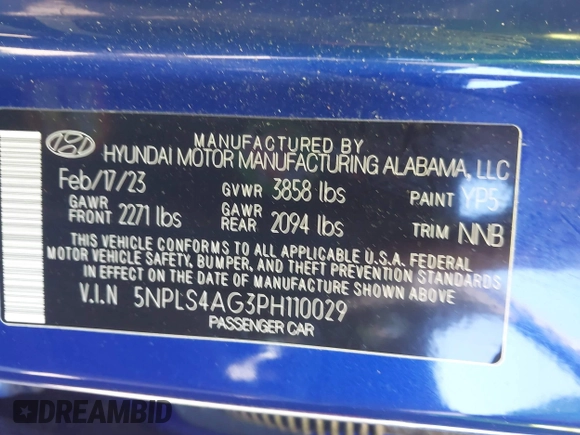 MANUFACTURED BY
HYUNDAI MOTOR MANUFACTURING ALABAMA, LLC
Feb/17/23 GVWR 3858 lbs PAINT YP5
GAWR FRONT 2271 lbs GAWR REAR 2094 lbs TRIM NNB
THIS VEHICLE CONFORMS TO ALL APPLICABLE U.S.A. FEDERAL
MOTOR VEHICLE SAFETY, BUMPER, AND THEFT PREVENTION STANDARDS
IN EFFECT ON THE DATE OF MANUFACTURE SHOWN ABOVE
V.I.N 5NPLS4AG3PH110029
PASSENGER CAR
DREAMBID